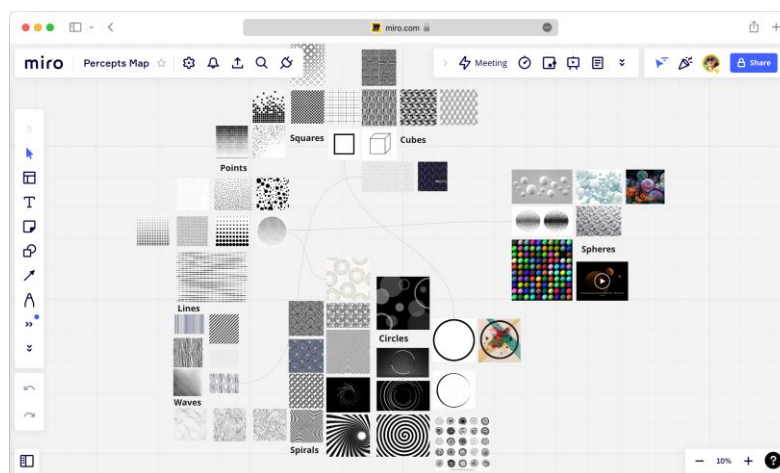 miro.com
miro
Percepts Map
Meeting
Share
Squares
Cubes
Points
Spheres
Lines
Circles
Waves
Spirals
10%